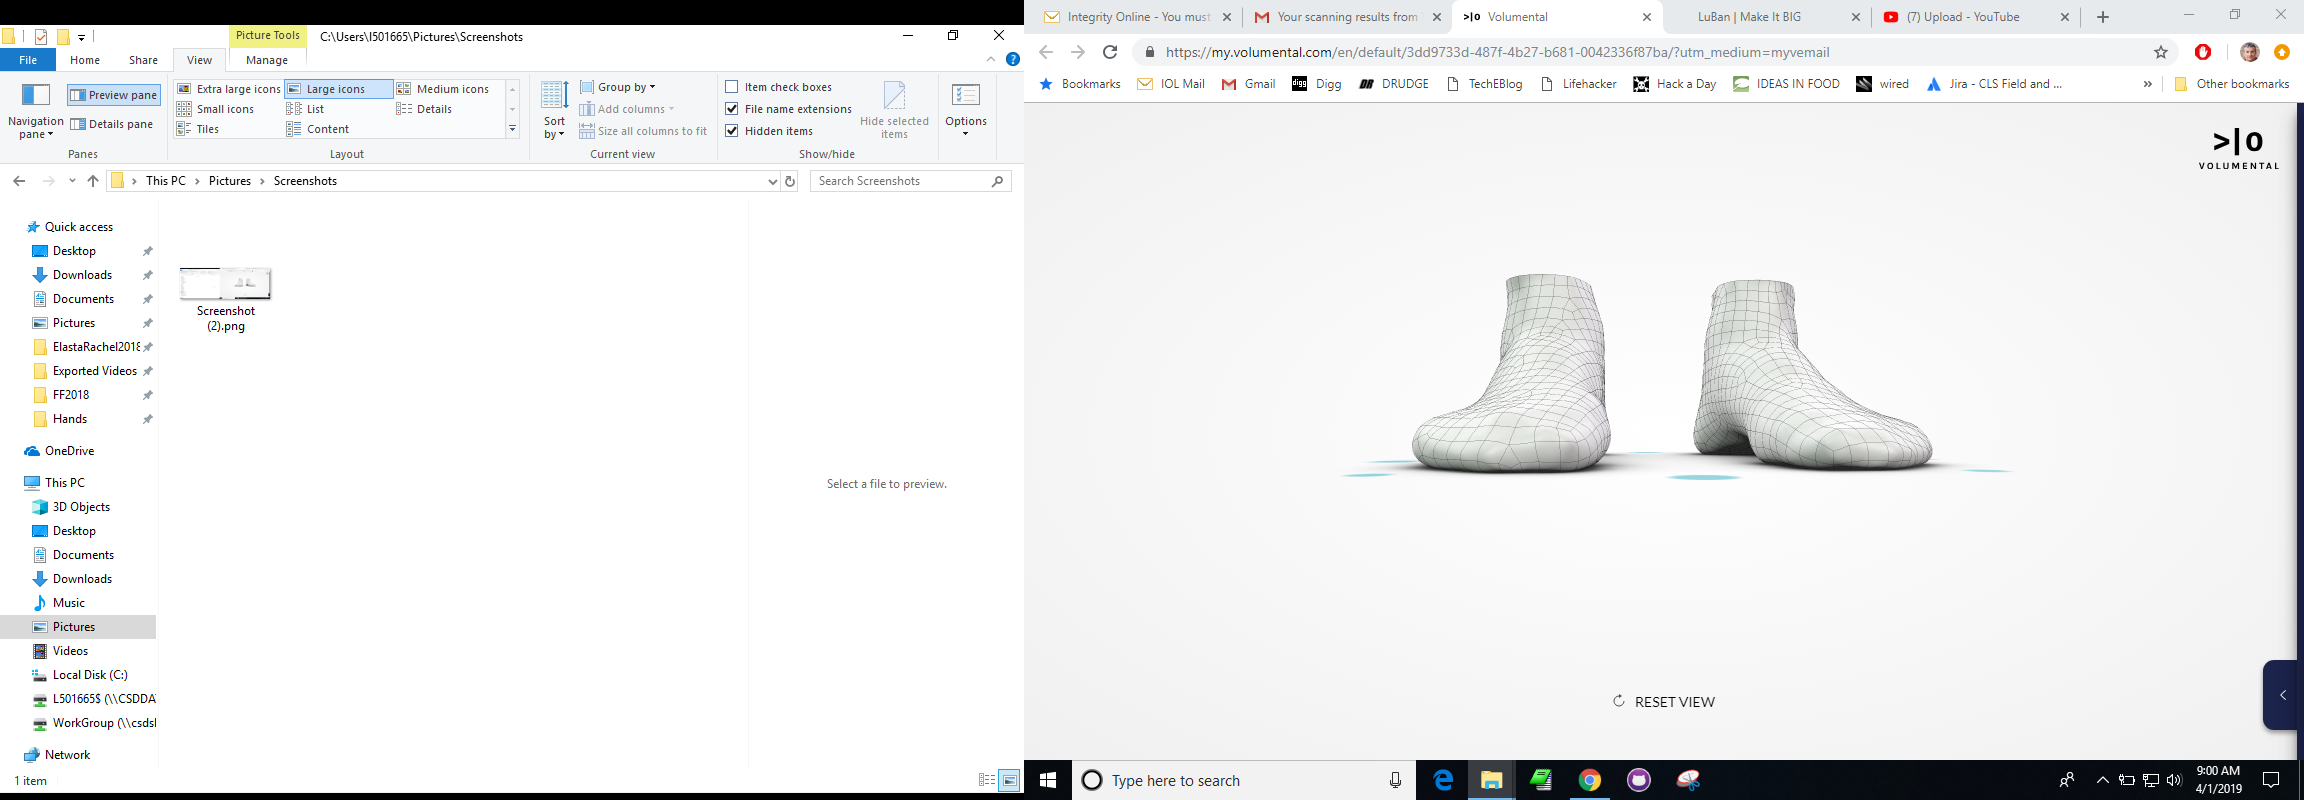 Picture Tools
C:\Users\I501665\Pictures\Screenshots
File
Home
Share
View
Manage
Navigation
pane
Preview pane
Details pane
Panes
Extra large icons
Large icons
Medium icons
Small icons
List
Details
Tiles
Content
Layout
Sort
by
Group by
Add columns
Size all columns to fit
Current view
Item check boxes
File name extensions
Hidden items
Hide selected
items
Show/hide
Options
This PC
Pictures
Screenshots
Search Screenshots
Quick access
Desktop
Downloads
Documents
Pictures
ElastaRachel2018
Exported Videos
FF2018
Hands
OneDrive
This PC
3D Objects
Desktop
Documents
Downloads
Music
Pictures
Videos
Local Disk (C:)
L501665$ (\\CSDDA
WorkGroup (\\csdsl
Network
1 item
Screenshot
(2).png
Select a file to preview.
Integrity Online - You must
Your scanning results from
>|o Volumental
LuBan | Make It BIG
(7) Upload - YouTube
https://my.volumental.com/en/default/3dd9733d-487f-4b27-b681-0042336f87ba/?utm_medium=myvemail
Bookmarks
IOL Mail
Gmail
digg Digg
DR DRUDGE
TechEBlog
Lifehacker
Hack a Day
IDEAS IN FOOD
wired
Jira - CLS Field and ...
»
Other bookmarks
>|o
VOLUMENTAL
RESET VIEW
Type here to search
9:00 AM
4/1/2019